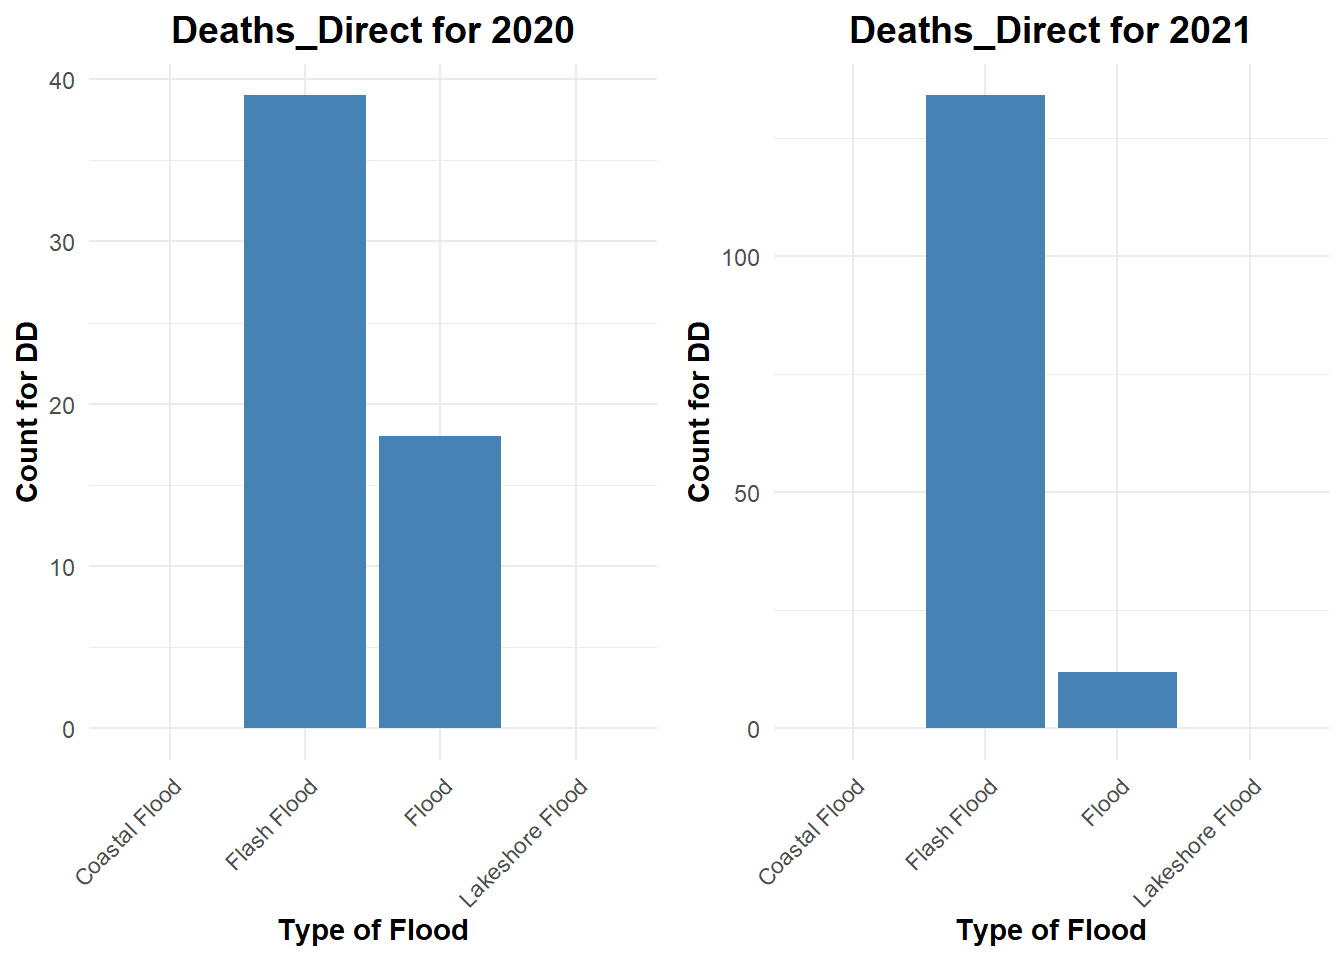 Deaths_Direct for 2020
Count for DD
40
30
20
10
0
Coastal Flood
Flash Flood
Flood
Lakeshore Flood
Type of Flood
Deaths_Direct for 2021
Count for DD
100
50
0
Coastal Flood
Flash Flood
Flood
Lakeshore Flood
Type of Flood